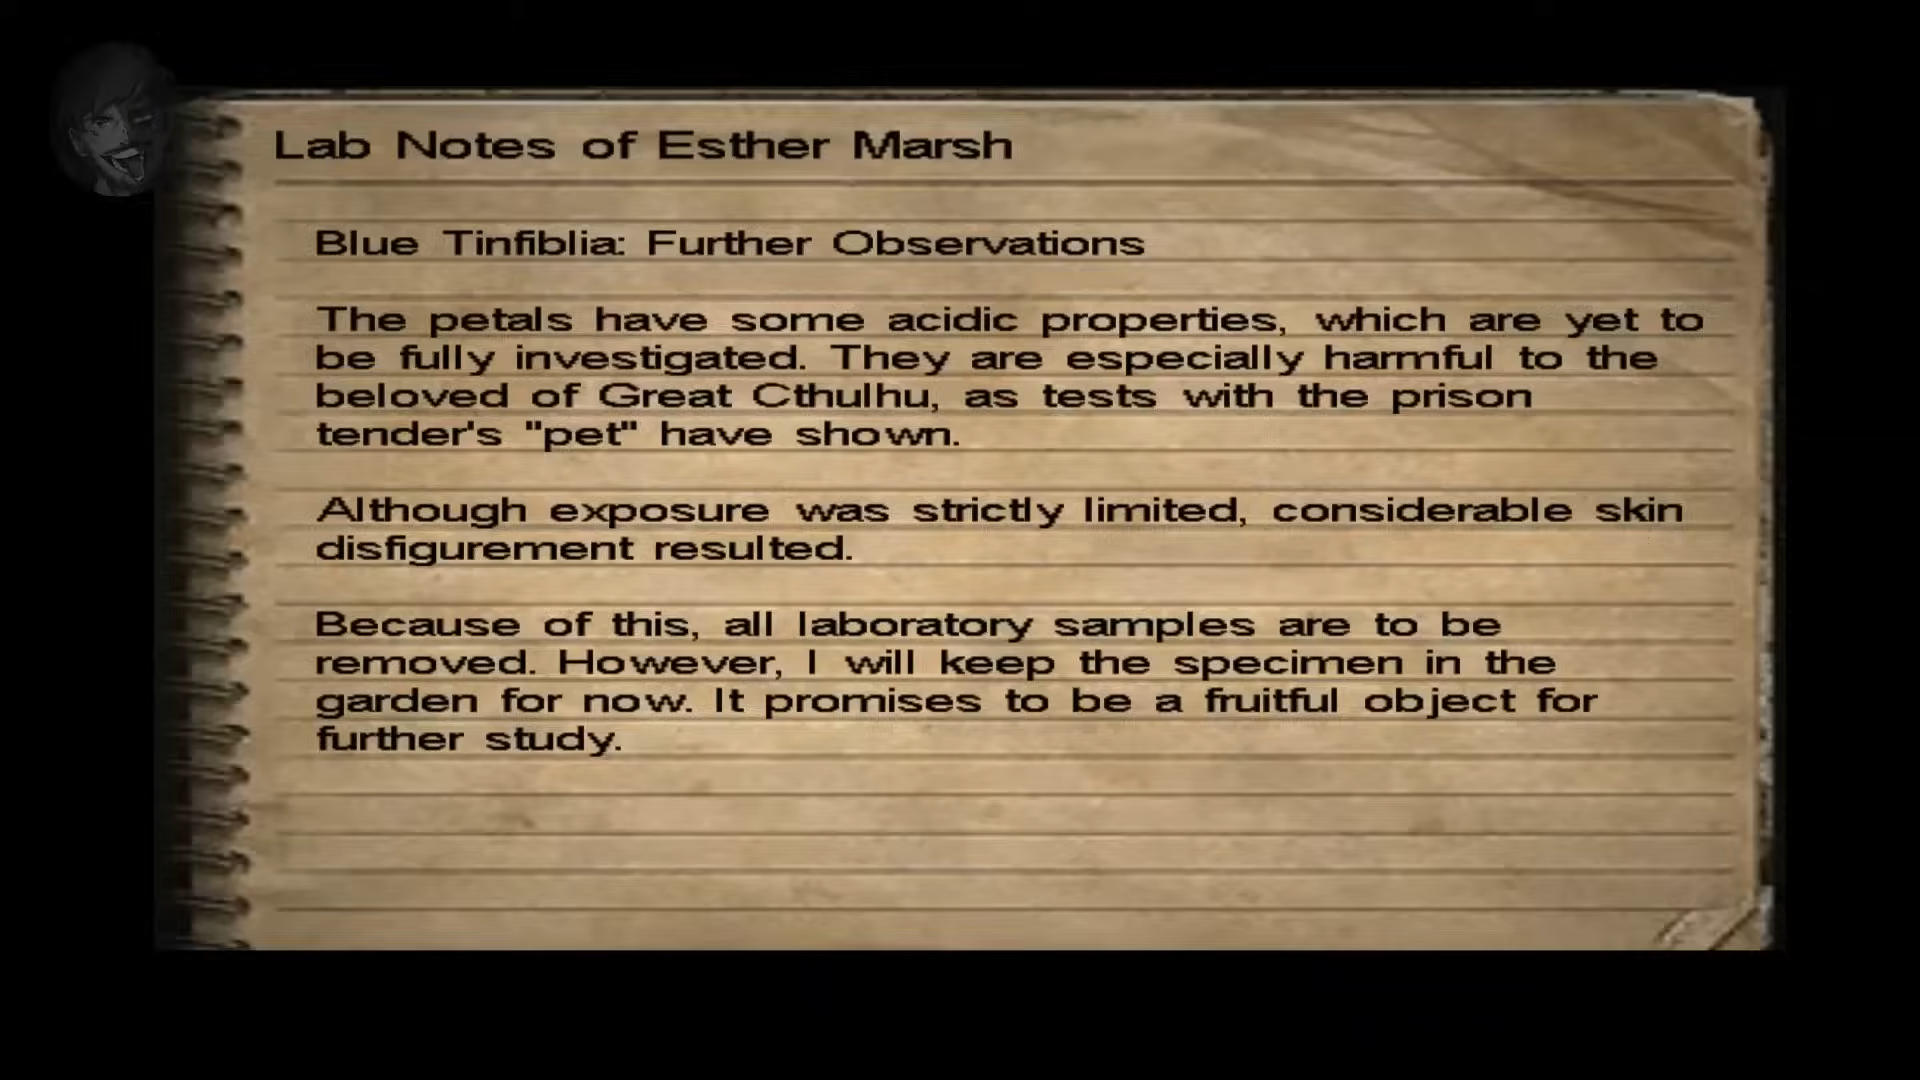 Lab Notes of Esther Marsh
Blue Tinfiblia: Further Observations
The petals have some acidic properties, which are yet to
be fully investigated. They are especially harmful to the
beloved of Great Cthulhu, as tests with the prison
tender's "pet" have shown.
Although exposure was strictly limited, considerable skin
disfigurement resulted.
Because of this, all laboratory samples are to be
removed. However, I will keep the specimen in the
garden for now. It promises to be a fruitful object for
further study.